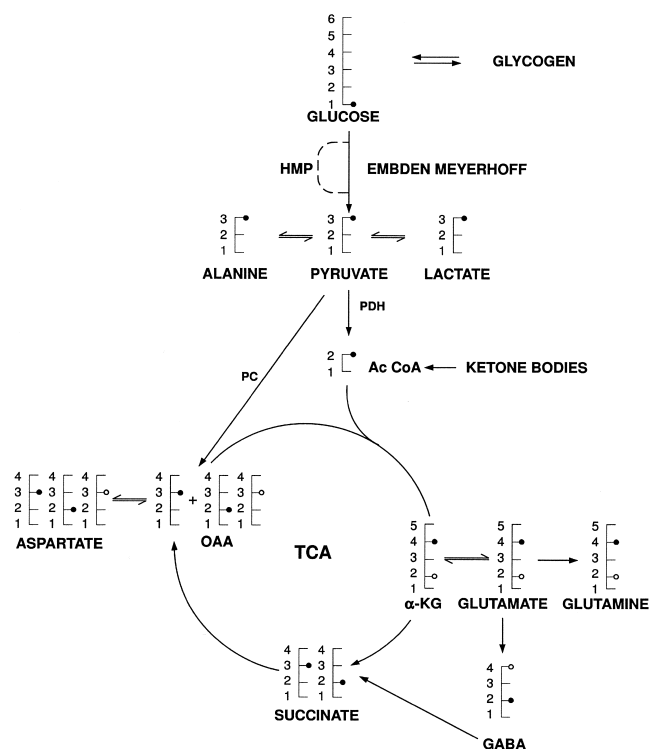 6
5
4
3
2
1
GLUCOSE
GLYCOGEN
HMP
EMBDEN MEYERHOFF
3 3 3
2 2 2
1 1 1
ALANINE PYRUVATE LACTATE
PDH
2
1
Ac CoA KETONE BODIES
PC
4 4 4 4 4 4
3 3 3 3 + 3 3
2 2 2 2 2 2
1 1 1 1 1 1
ASPARTATE OAA
TCA
5 5 5
4 4 4
3 3 3
2 2 2
1 1 1
α-KG GLUTAMATE GLUTAMINE
4 4
3 3
2 2
1 1
SUCCINATE
4
3
2
1
GABA